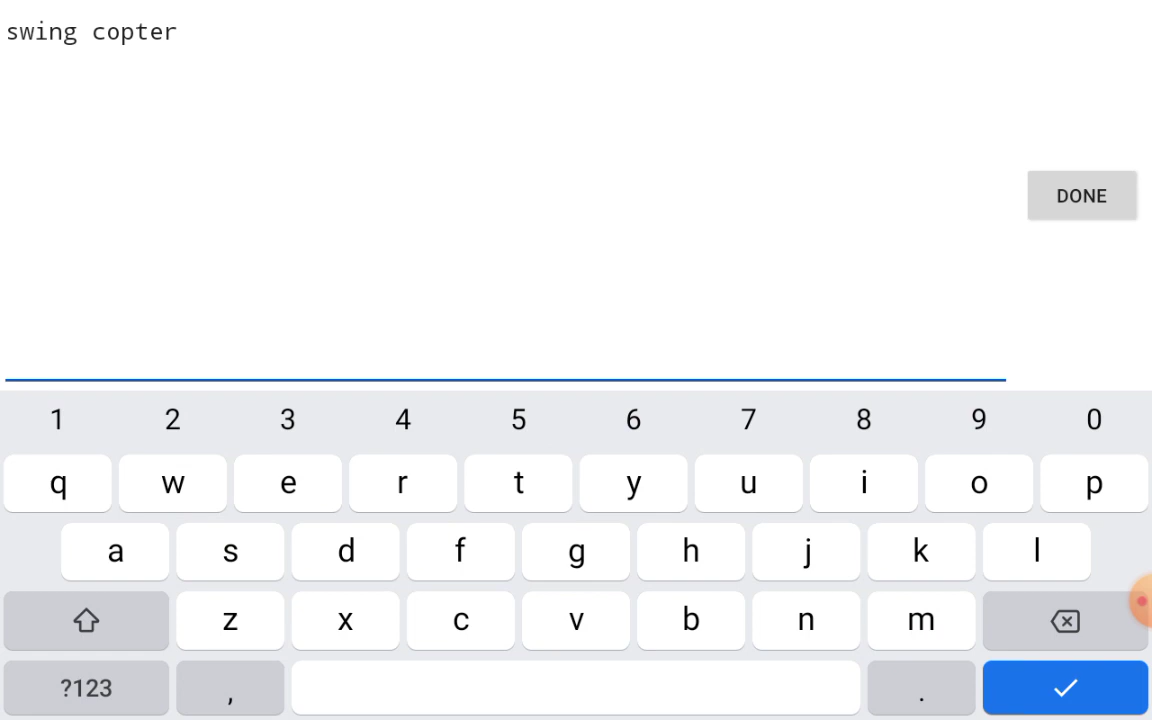 swing copter
DONE
1 2 3 4 5 6 7 8 9 0
q w e r t y u i o p
a s d f g h j k l
z x c v b n m
?123 , .